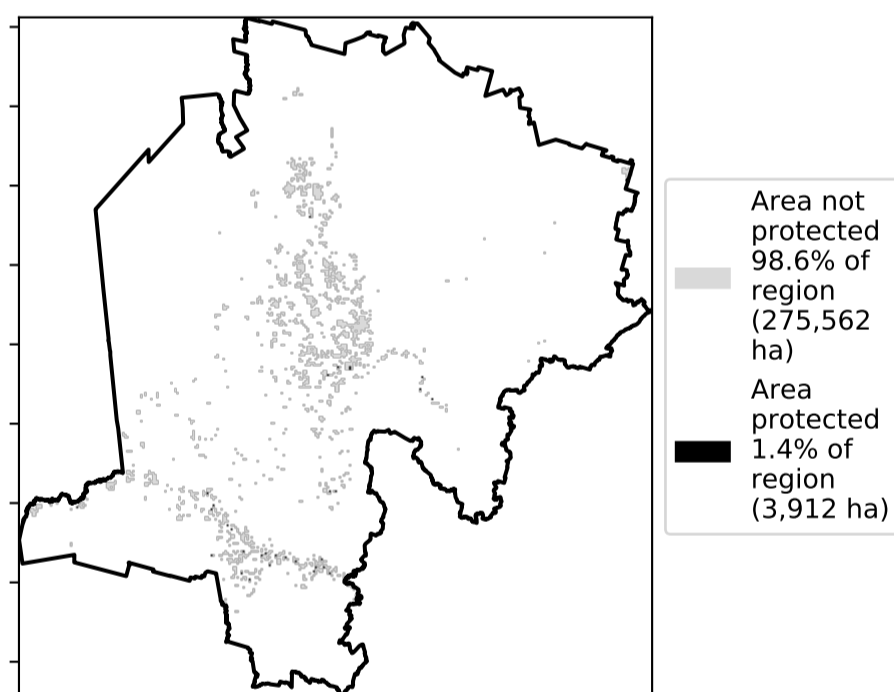 Area not
protected
98.6% of
region
(275,562
ha)
Area
protected
1.4% of
region
(3,912 ha)